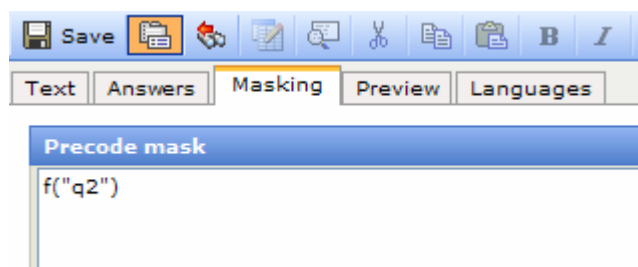 Save B I
Text Answers Masking Preview Languages
Precode mask
f("q2")